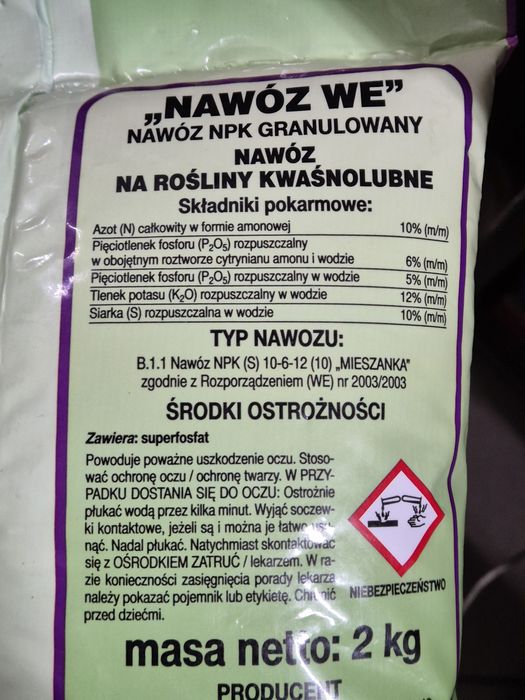 „NAWÓZ WE”
NAWÓZ NPK GRANULOWANY
NAWÓZ
NA ROŚLINY KWAŚNOLUBNE
Składniki pokarmowe:
Azot (N) całkowity w formie amonowej 10% (m/m)
Pięciotlenek fosforu (P₂O₅) rozpuszczalny
w obojętnym roztworze cytrynianu amonu i wodzie 6% (m/m)
Pięciotlenek fosforu (P₂O₅) rozpuszczalny w wodzie 5% (m/m)
Tlenek potasu (K₂O) rozpuszczalny w wodzie 12% (m/m)
Siarka (S) rozpuszczalna w wodzie 10% (m/m)
TYP NAWOZU:
B.1.1 Nawóz NPK (S) 10-6-12 (10) „MIESZANKA”
zgodnie z Rozporządzeniem (WE) nr 2003/2003
ŚRODKI OSTROŻNOŚCI
Zawiera: superfosfat
Powoduje poważne uszkodzenie oczu. Stoso-
wać ochronę oczu / ochronę twarzy. W PRZY-
PADKU DOSTANIA SIĘ DO OCZU: Ostrożnie
płukać wodą przez kilka minut. Wyjąć soczew-
ki kontaktowe, jeżeli są i można je łatwo usu-
nąć. Nadal płukać. Natychmiast skontaktować
się z OŚRODKIEM ZATRUĆ / lekarzem. W ra-
zie konieczności zasięgnięcia porady lekarza
należy pokazać pojemnik lub etykietę. Chronić
przed dziećmi.
NIEBEZPIECZEŃSTWO
masa netto: 2 kg
PRODUCENT